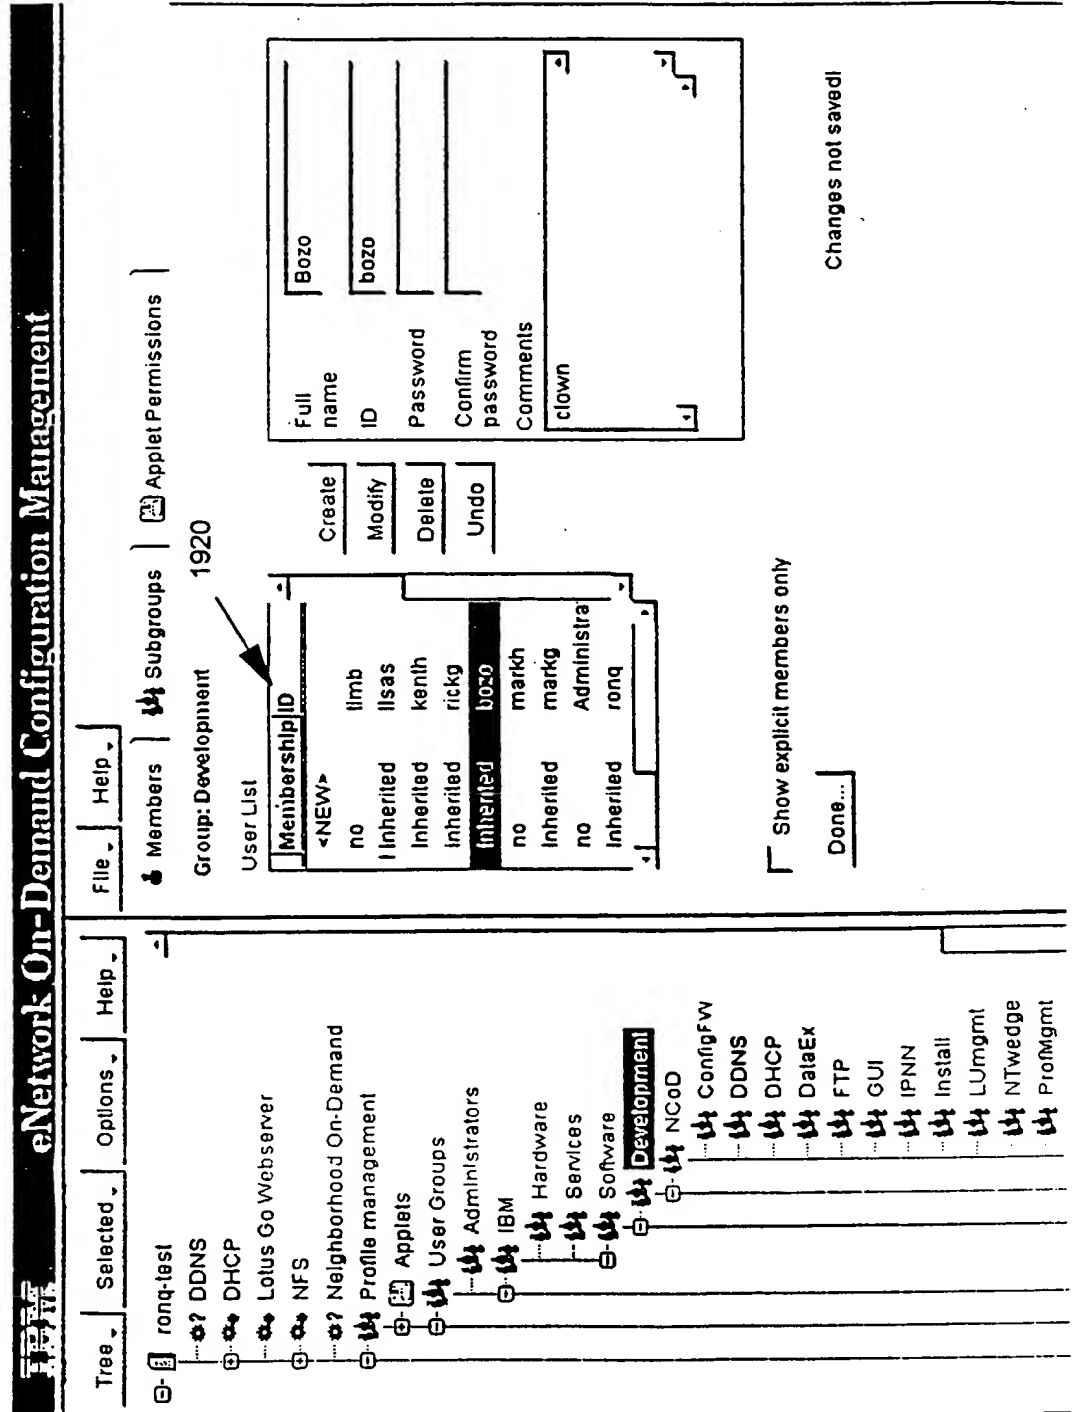 IBM eNetwork On-Demand Configuration Management
Tree Selected Options Help
ronq-test
? DDNS
DHCP
Lotus Go Webserver
NFS
? Neighborhood On-Demand
Profile management
Applets
User Groups
Administrators
IBM
Hardware
Services
Software
Development
NCoD
ConfigFW
DDNS
DHCP
DataEx
FTP
GUI
IPNN
Install
LUmgmt
NTwedge
ProfMgmt
File Help
Members Subgroups Applet Permissions
Group: Development
1920
User List
Membership ID
<NEW>
no timb
Inherited lisas
Inherited kenth
Inherited rickg
Inherited bozo
no markh
Inherited markg
no Administra
Inherited ronq
Create
Modify
Delete
Undo
Full name Bozo
ID bozo
Password
Confirm password
Comments
clown
Show explicit members only
Done...
Changes not saved!